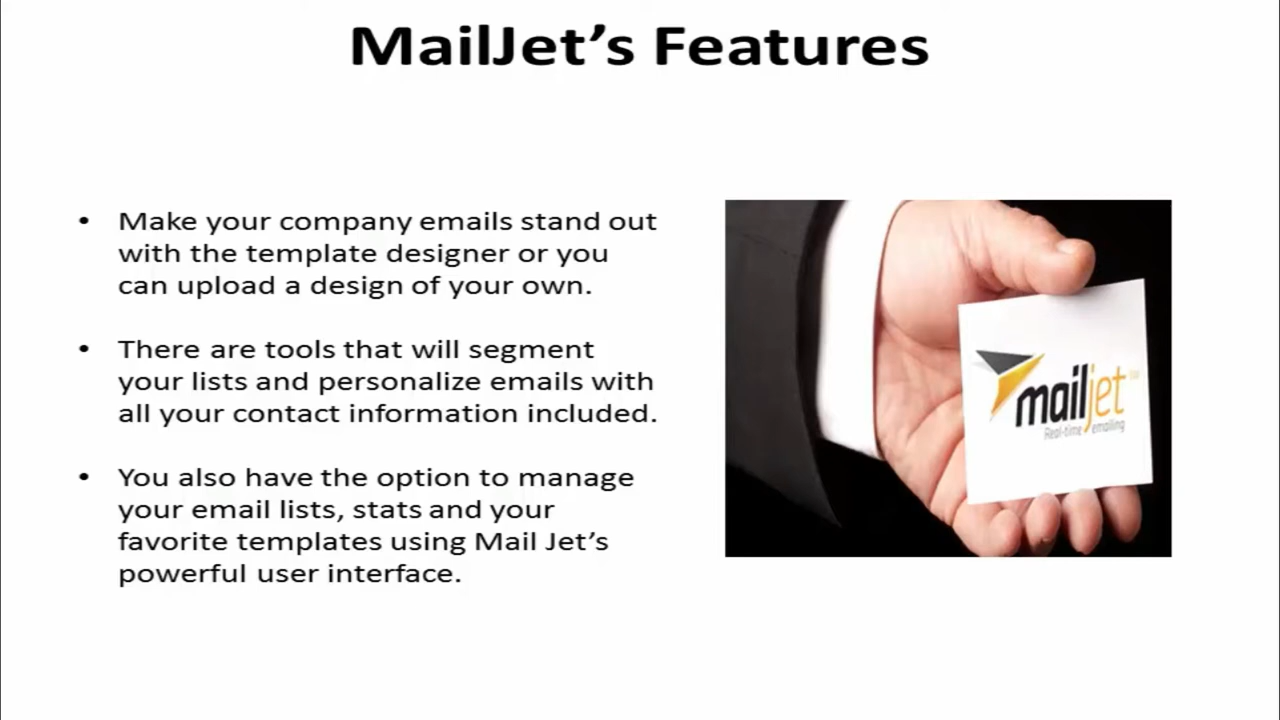 MailJet’s Features
• Make your company emails stand out
with the template designer or you
can upload a design of your own.
• There are tools that will segment
your lists and personalize emails with
all your contact information included.
• You also have the option to manage
your email lists, stats and your
favorite templates using Mail Jet’s
powerful user interface.
mailjet
Real-time emailing